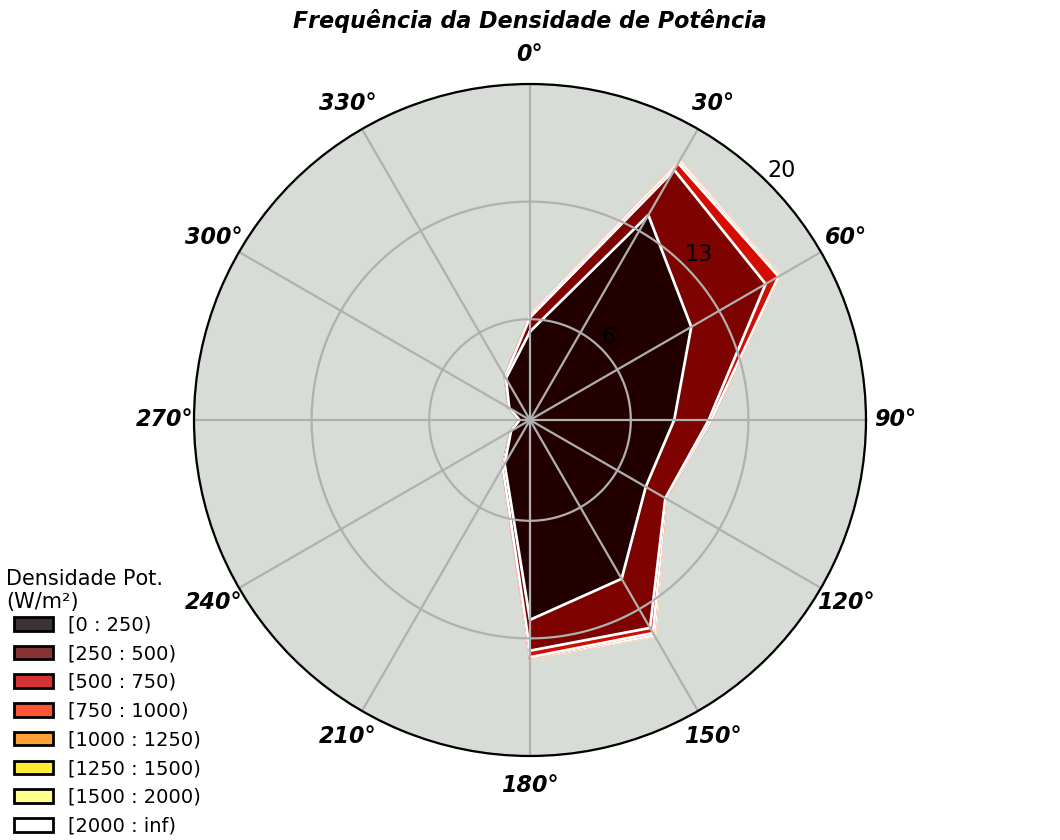 Frequência da Densidade de Potência
0°
330°
30°
20
300°
60°
13
6
270°
90°
Densidade Pot.
(W/m²)
240°
120°
[0 : 250)
[250 : 500)
[500 : 750)
[750 : 1000)
210°
150°
[1000 : 1250)
[1250 : 1500)
180°
[1500 : 2000)
[2000 : inf)